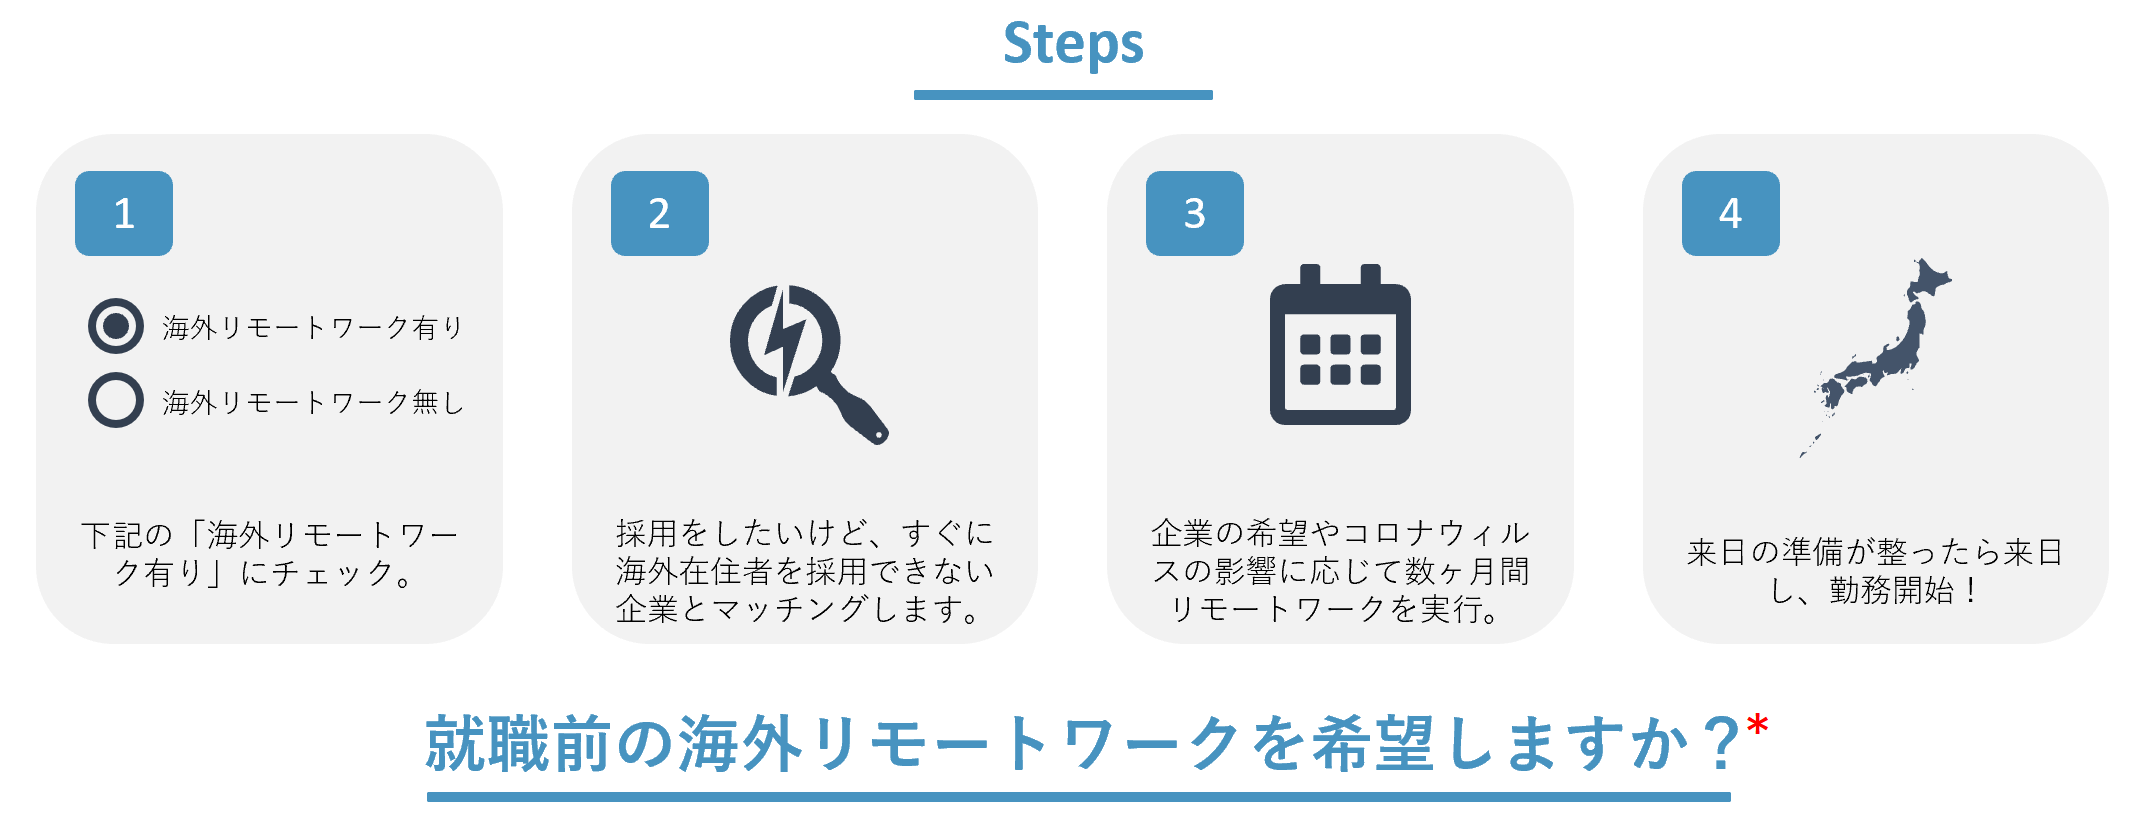 Steps
1
海外リモートワーク有り
海外リモートワーク無し
下記の「海外リモートワー
ク有り」にチェック。
2
採用をしたいけど、すぐに
海外在住者を採用できない
企業とマッチングします。
3
企業の希望やコロナウィル
スの影響に応じて数ヶ月間
リモートワークを実行。
4
来日の準備が整ったら来日
し、勤務開始！
就職前の海外リモートワークを希望しますか？*